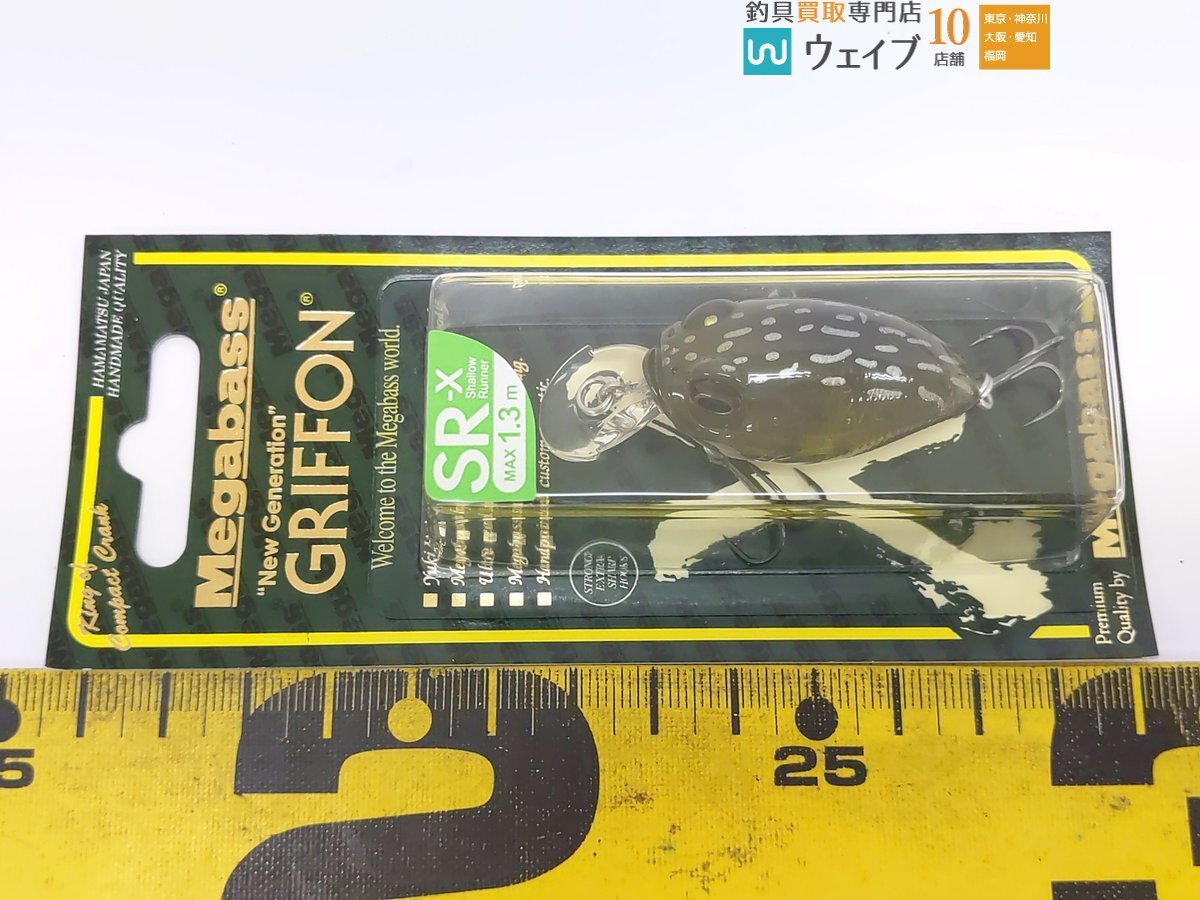 釣具買取専門店
ウェイブ
10
店舗
東京・神奈川
大阪・愛知
福岡
HAMAMATSU JAPAN
HANDMADE QUALITY
Megabass®
"New Generation"
GRIFFON®
Welcome to the Megabass world.
King of
Compact Crank
SR-X
Shallow
Runner
MAX 1.3 m
STRONG
EXTRA
SHARP
HOOKS
Premium
Quality by
Megabass
5
2
25